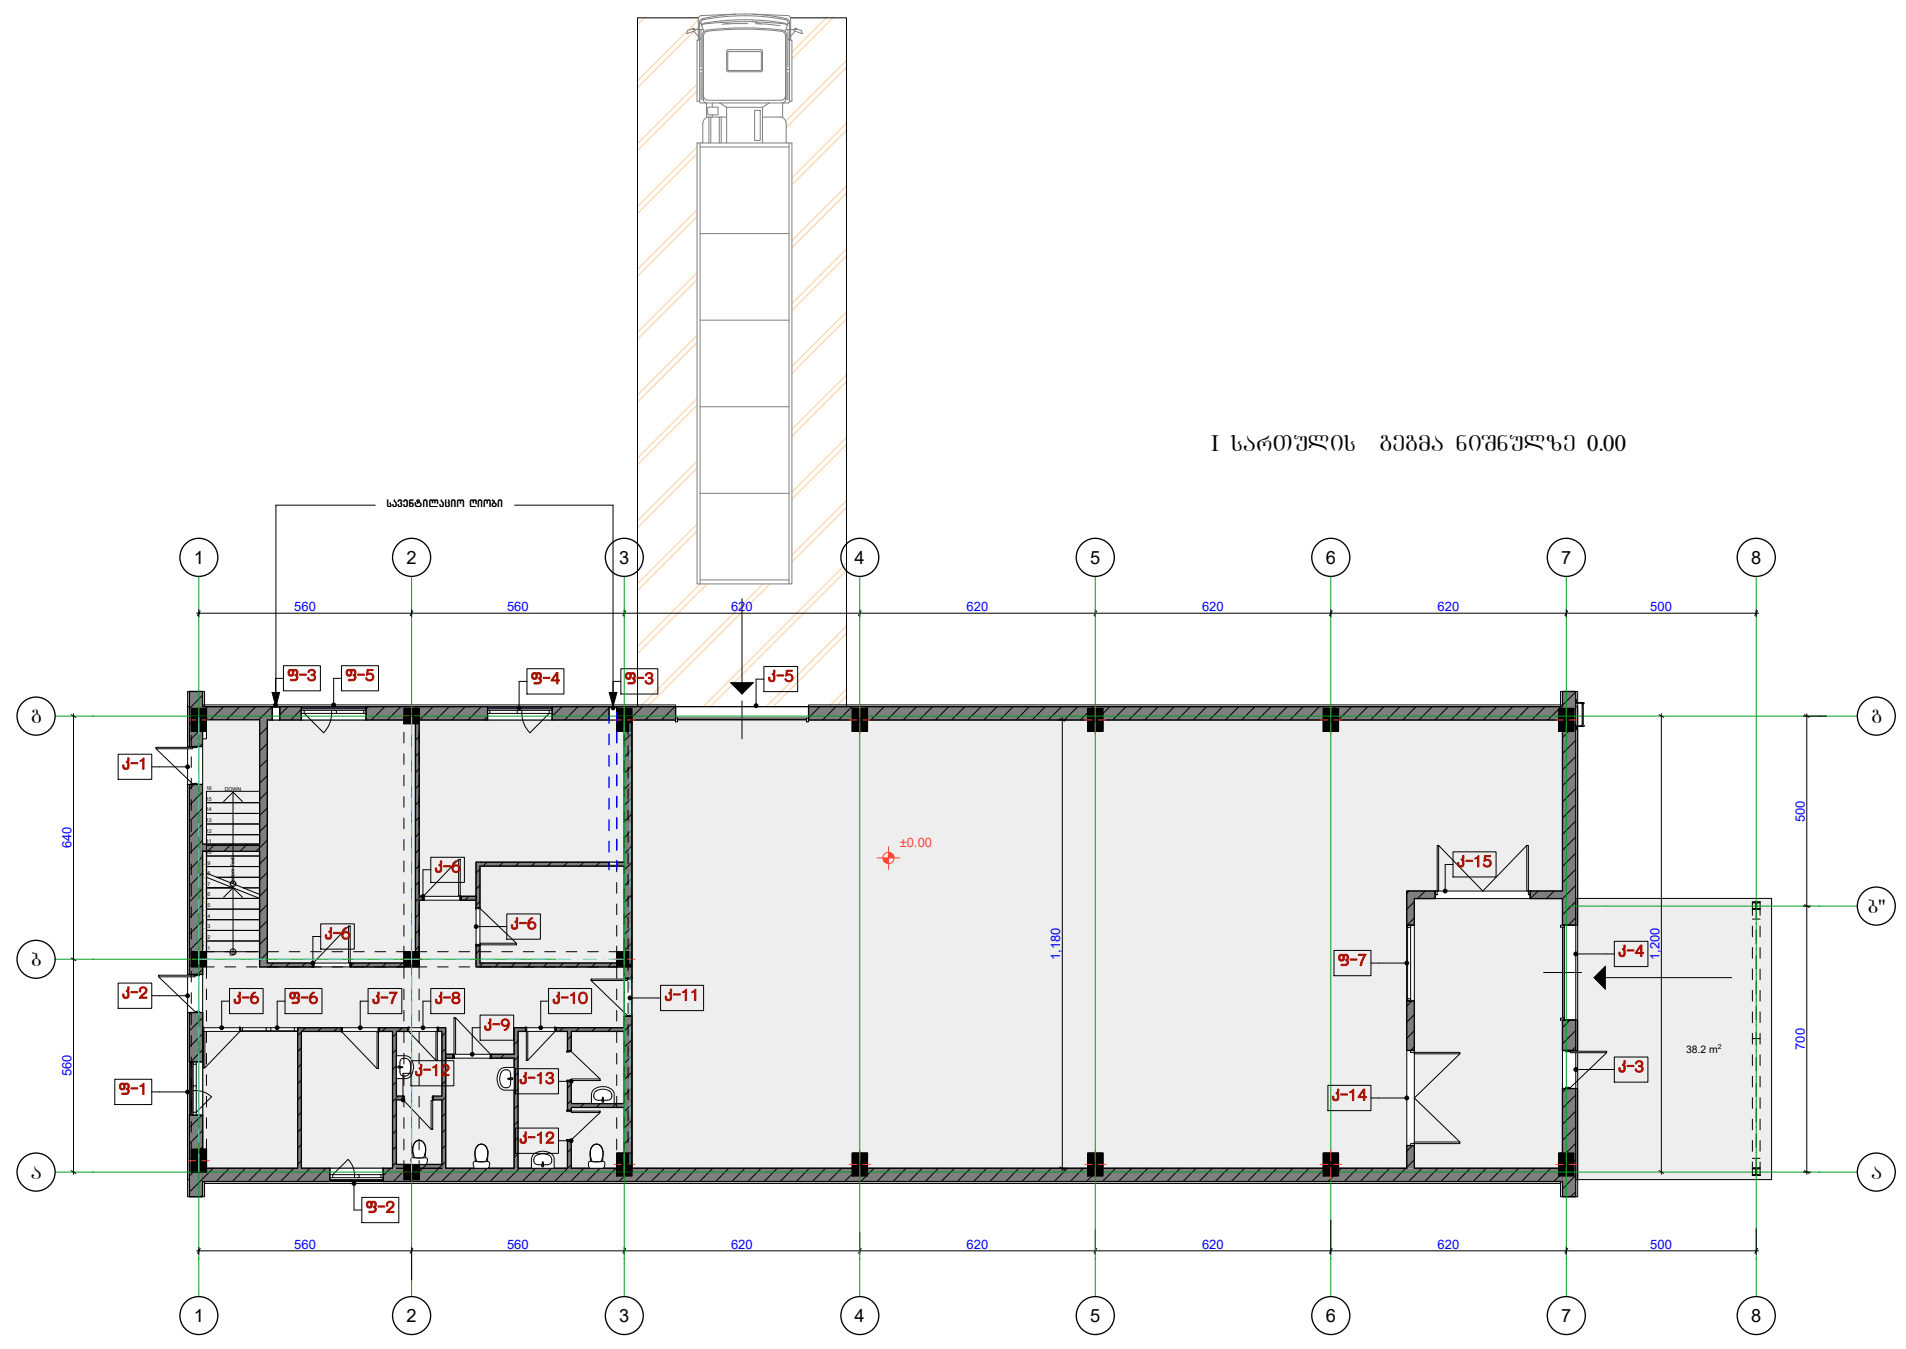 I სართულის გეგმა ნიშნულზე 0.00
სავენტილაციო ღიობი
1 2 3 4 5 6 7 8
560 560 620 620 620 620 500
ფ-3 ფ-5 ფ-4 ფ-3 კ-5
გ გ
კ-1
DOWN
640
±0.00
500
კ-6 კ-15
ბ"
კ-6 კ-6
1,180 1,200
ფ-7 კ-4
ბ
კ-2 კ-6 ფ-6 კ-7 კ-8 კ-10 კ-11
კ-9
700
38.2 m²
560
კ-12 კ-13 კ-3
ფ-1 კ-14
კ-12
ა ა
ფ-2
560 560 620 620 620 620 500
1 2 3 4 5 6 7 8